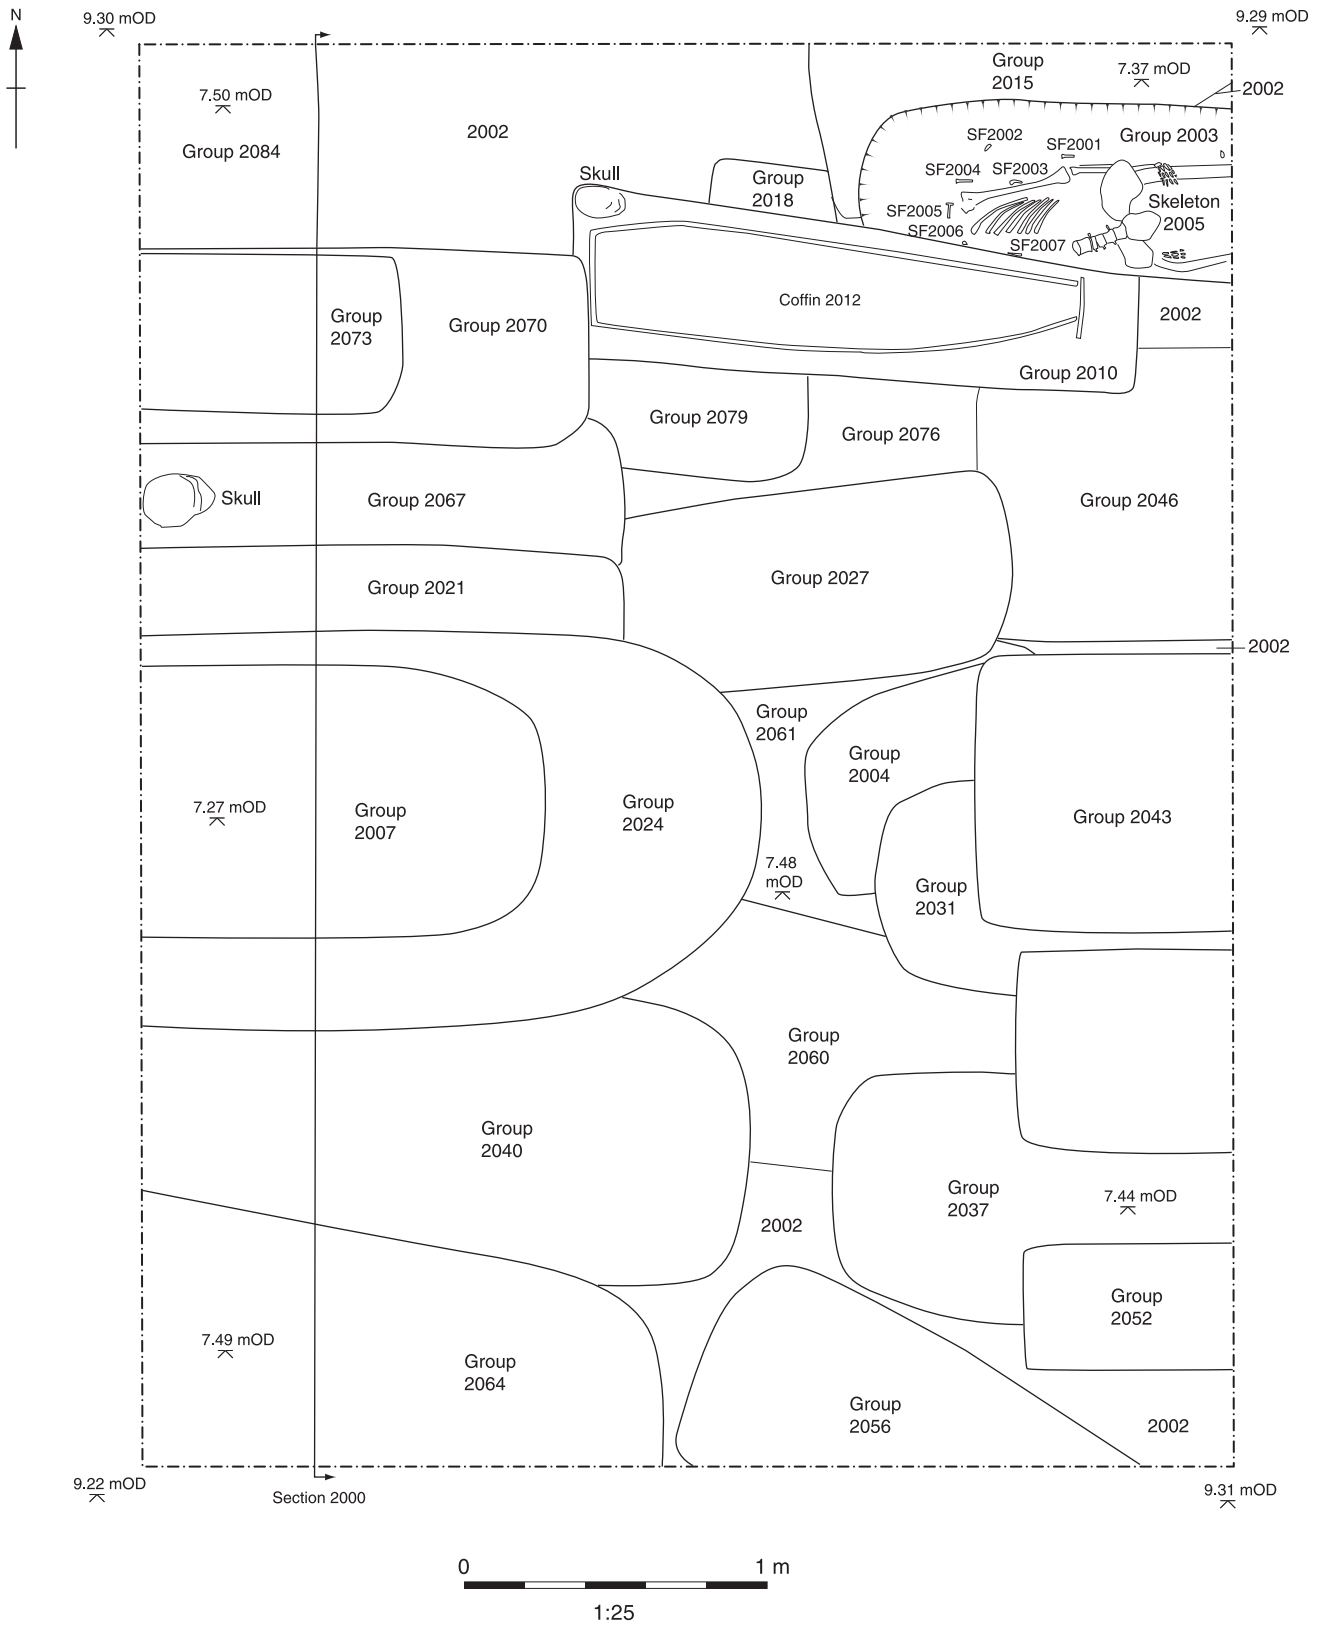 N
9.30 mOD
9.29 mOD
Group
2015
7.37 mOD
7.50 mOD
2002
2002
Group 2084
SF2002
Group 2003
SF2001
Skull
Group
2018
SF2004
SF2003
Skeleton
2005
SF2005
SF2006
SF2007
Coffin 2012
2002
Group
2073
Group 2070
Group 2010
Group 2079
Group 2076
Skull
Group 2067
Group 2046
Group 2021
Group 2027
2002
Group
2061
Group
2004
7.27 mOD
Group
2007
Group
2024
Group 2043
7.48
mOD
Group
2031
Group
2060
Group
2040
Group
2037
7.44 mOD
2002
Group
2052
7.49 mOD
Group
2064
Group
2056
2002
9.22 mOD
Section 2000
9.31 mOD
0
1 m
1:25